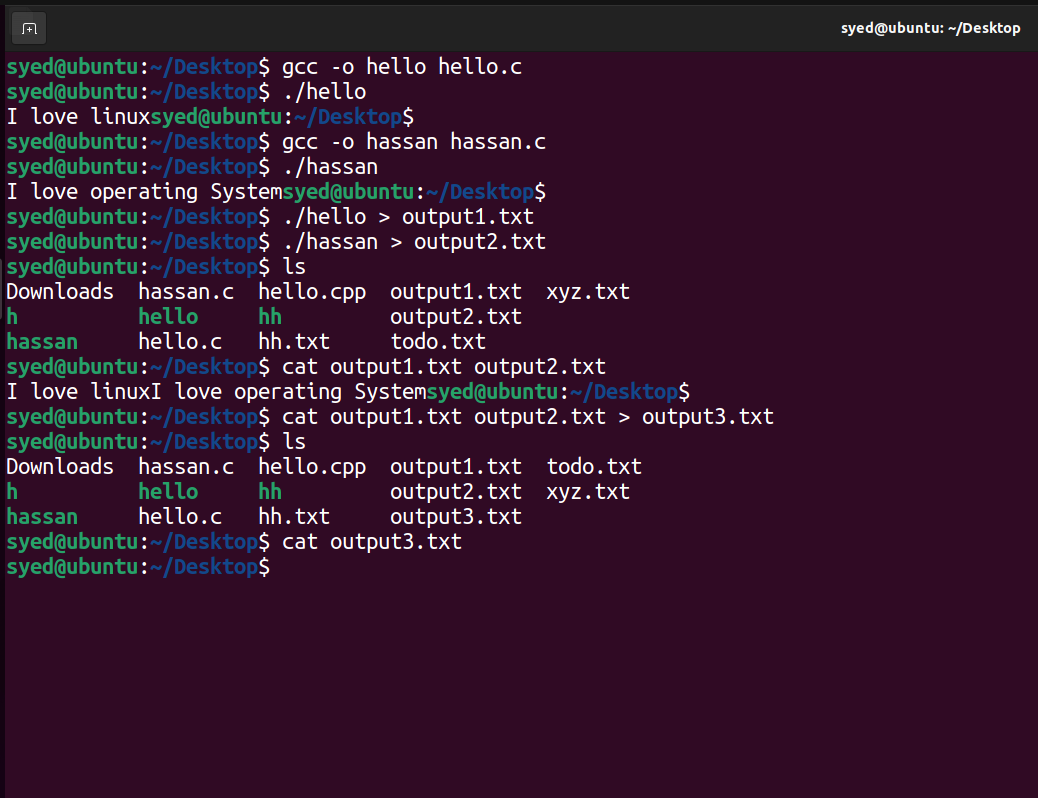 syed@ubuntu: ~/Desktop
syed@ubuntu:~/Desktop$ gcc -o hello hello.c
syed@ubuntu:~/Desktop$ ./hello
I love linuxsyed@ubuntu:~/Desktop$
syed@ubuntu:~/Desktop$ gcc -o hassan hassan.c
syed@ubuntu:~/Desktop$ ./hassan
I love operating Systemsyed@ubuntu:~/Desktop$
syed@ubuntu:~/Desktop$ ./hello > output1.txt
syed@ubuntu:~/Desktop$ ./hassan > output2.txt
syed@ubuntu:~/Desktop$ ls
Downloads  hassan.c  hello.cpp  output1.txt  xyz.txt
h          hello     hh         output2.txt
hassan     hello.c   hh.txt     todo.txt
syed@ubuntu:~/Desktop$ cat output1.txt output2.txt
I love linuxI love operating Systemsyed@ubuntu:~/Desktop$
syed@ubuntu:~/Desktop$ cat output1.txt output2.txt > output3.txt
syed@ubuntu:~/Desktop$ ls
Downloads  hassan.c  hello.cpp  output1.txt  todo.txt
h          hello     hh         output2.txt  xyz.txt
hassan     hello.c   hh.txt     output3.txt
syed@ubuntu:~/Desktop$ cat output3.txt
syed@ubuntu:~/Desktop$